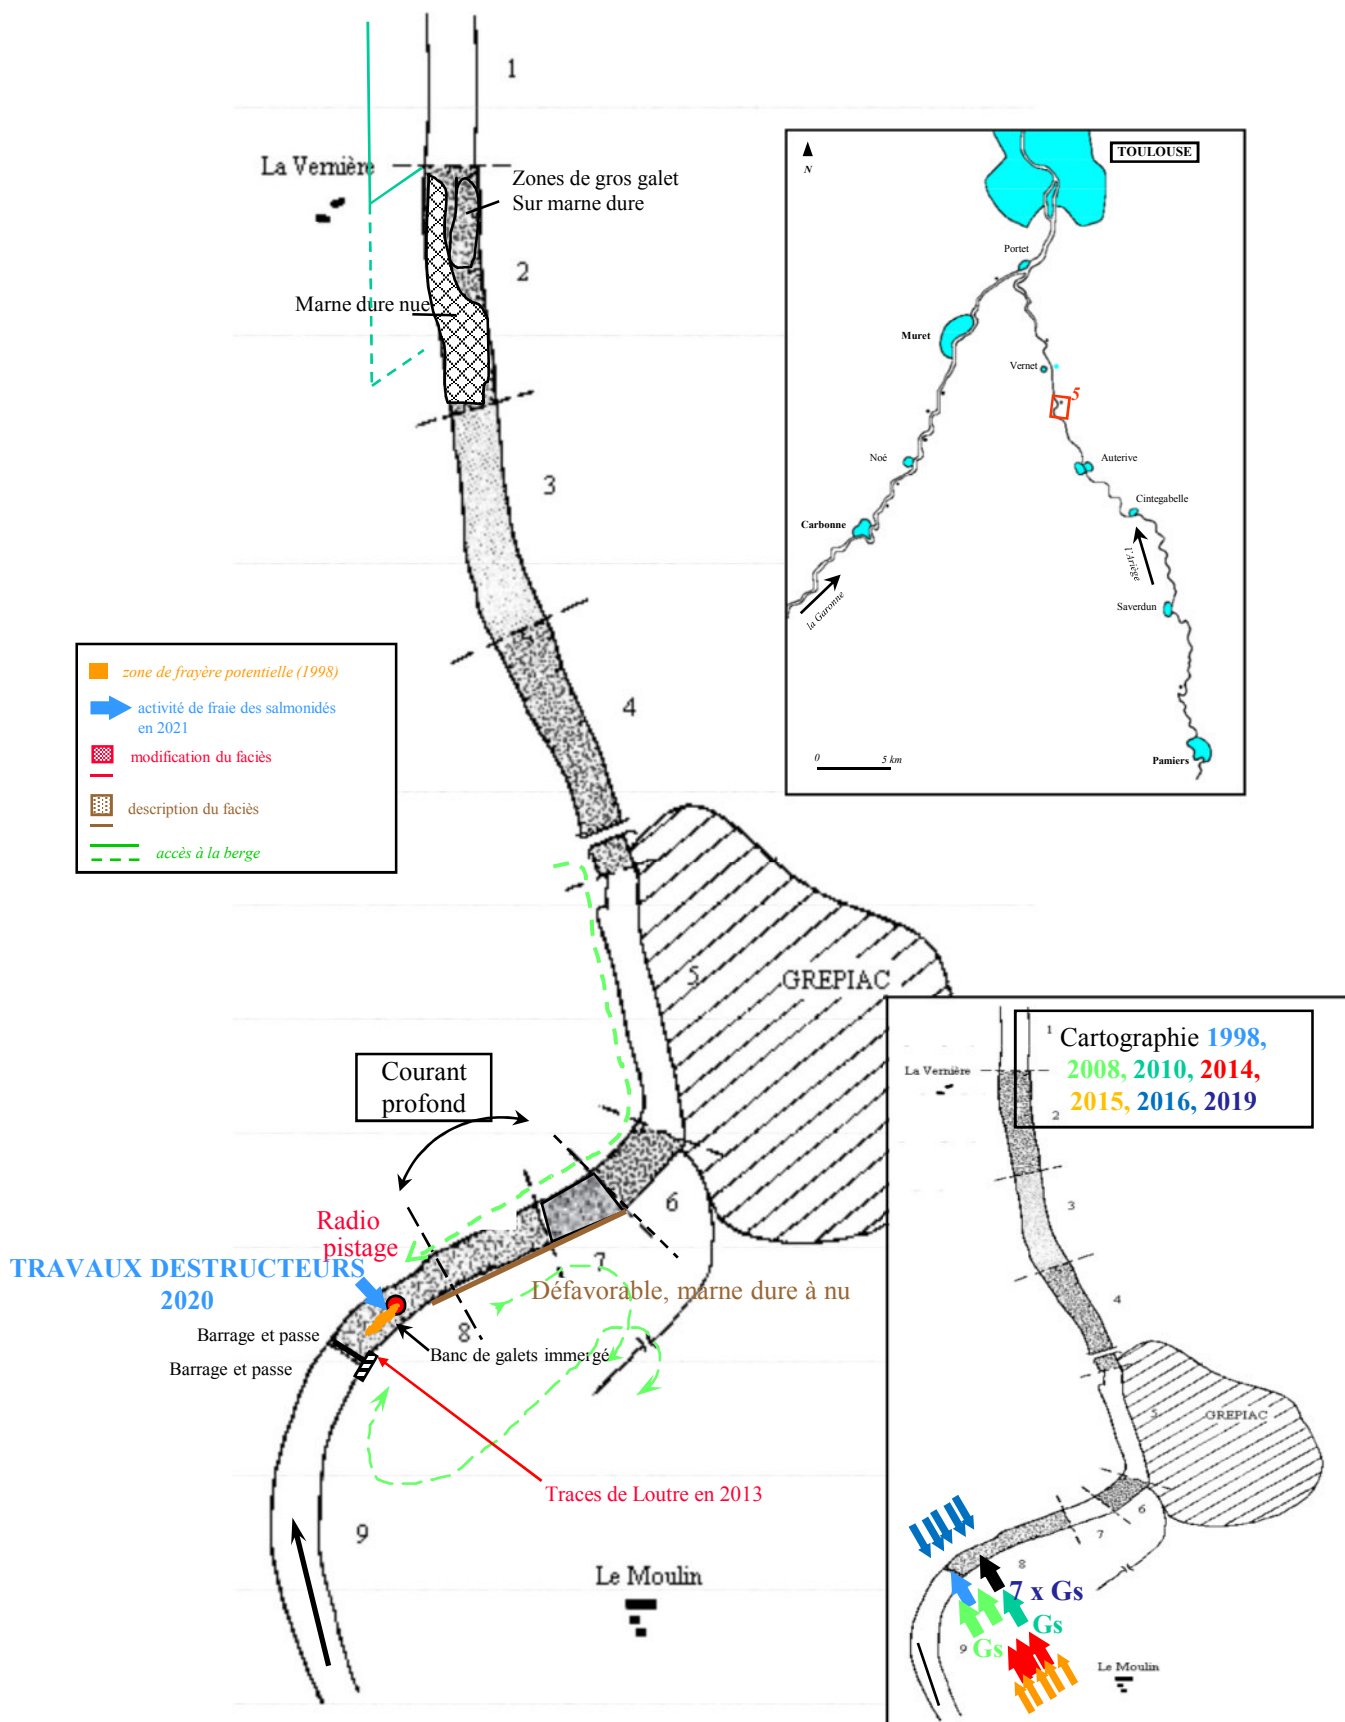 1
La Vernière
Zones de gros galet
Sur marne dure
2
Marne dure nue
3
4
zone de frayère potentielle (1998)
activité de fraie des salmonidés
en 2021
modification du faciès
description du faciès
accès à la berge
TOULOUSE
N
Portet
Muret
Vernet
5
Noé
Auterive
Cintegabelle
Carbonne
l'Ariège
la Garonne
Saverdun
0
5 km
Pamiers
5
GREPIAC
Courant
profond
6
Radio
pistage
7
TRAVAUX DESTRUCTEURS
2020
Défavorable, marne dure à nu
8
Barrage et passe
Banc de galets immergé
Barrage et passe
Traces de Loutre en 2013
9
Le Moulin
1
Cartographie 1998,
2008, 2010, 2014,
2015, 2016, 2019
La Vernière
2
3
4
5
GREPIAC
6
7
8
7 x Gs
Gs
Gs
9
Le Moulin